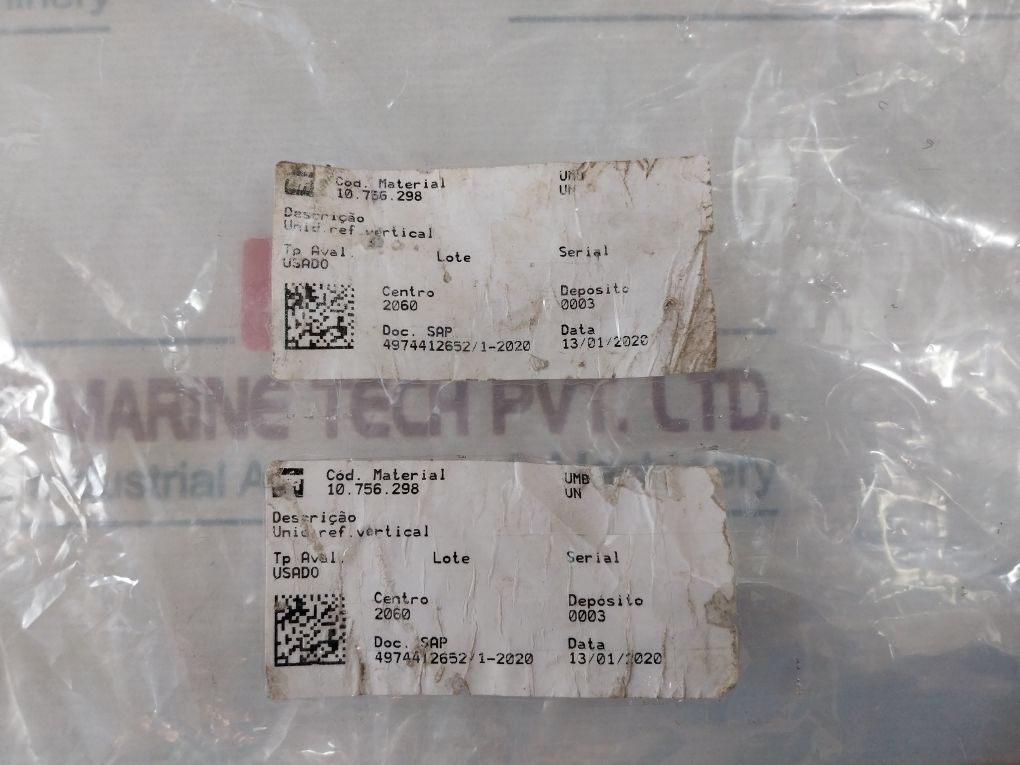 Cód. Material
10.756.298
UMB
UN
Descrição
Unid.ref.vertical
Tp Aval.
USADO
Lote
Serial
Centro
2060
Depósito
0003
Doc. SAP
4974412652/1-2020
Data
13/01/2020
MARINE TECH PVT. LTD.
Industrial
Cód. Material
10.756.298
UMB
UN
Descrição
Unid.ref.vertical
Tp Aval.
USADO
Lote
Serial
Centro
2060
Depósito
0003
Doc. SAP
4974412652/1-2020
Data
13/01/2020